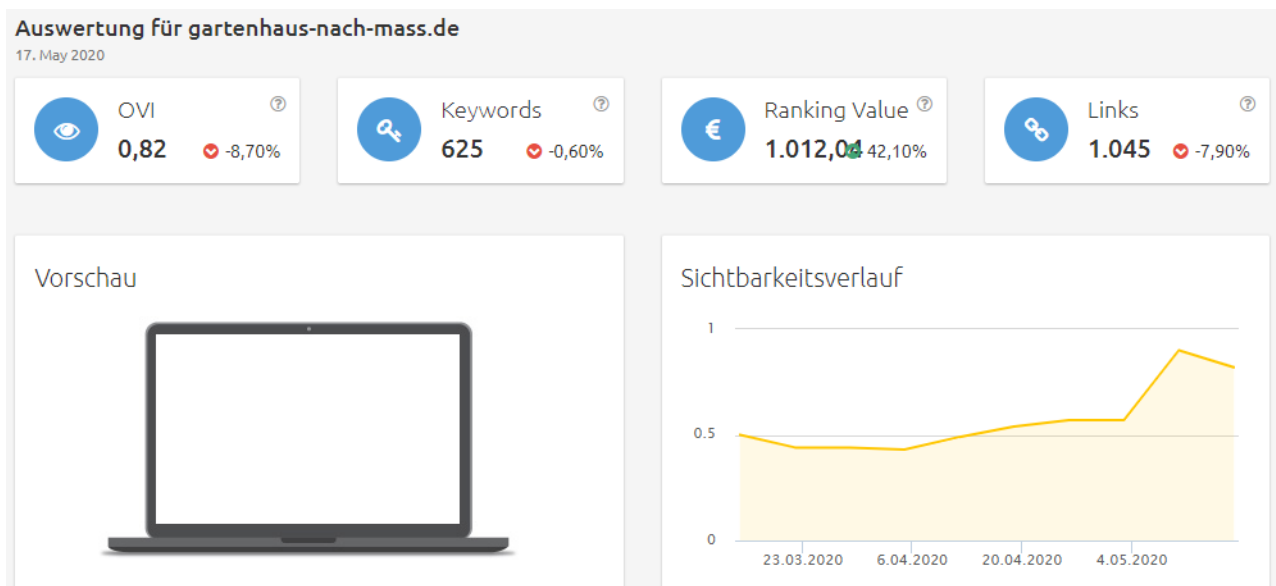 Auswertung für gartenhaus-nach-mass.de
17. May 2020
OVI
0,82 -8,70%
Keywords
625 -0,60%
Ranking Value
1.012,04 42,10%
Links
1.045 -7,90%
Vorschau
Sichtbarkeitsverlauf
1
0.5
0
23.03.2020 6.04.2020 20.04.2020 4.05.2020